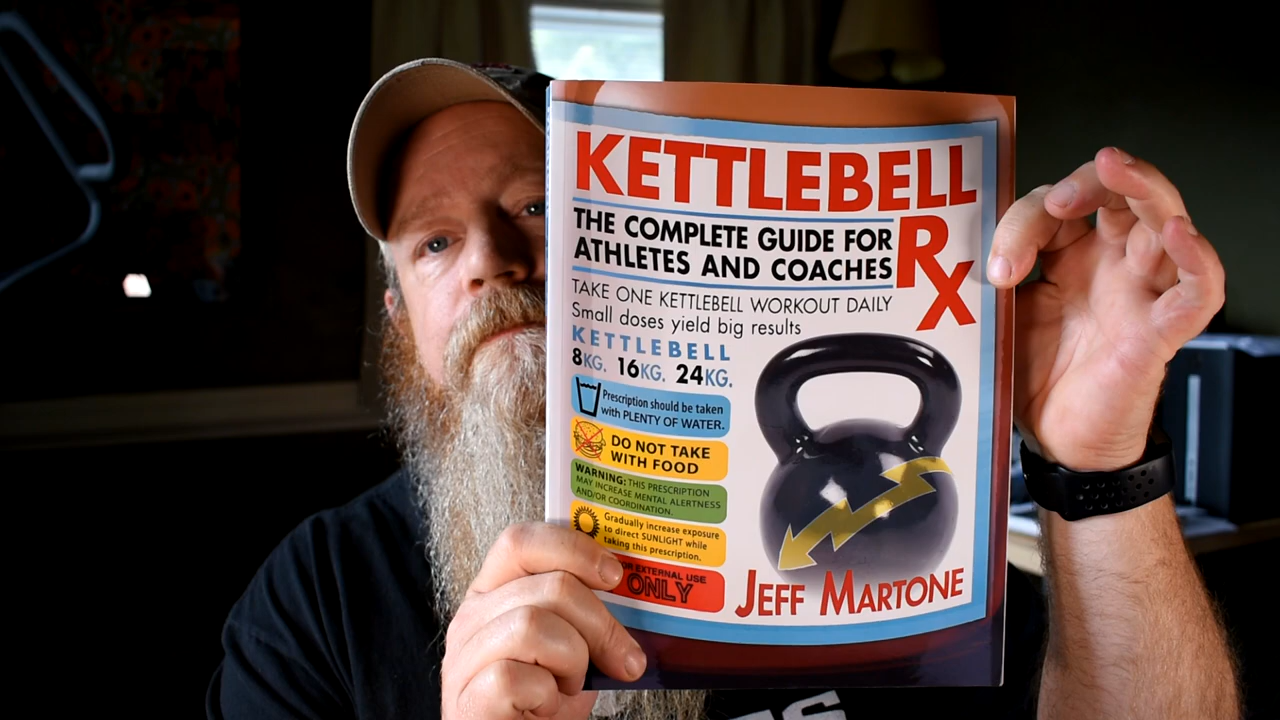 KETTLEBELL
THE COMPLETE GUIDE FOR
ATHLETES AND COACHES
Rx
TAKE ONE KETTLEBELL WORKOUT DAILY
Small doses yield big results
KETTLEBELL
8KG. 16KG. 24KG.
Prescription should be taken
with PLENTY OF WATER.
DO NOT TAKE
WITH FOOD
WARNING: THIS PRESCRIPTION
MAY INCREASE MENTAL ALERTNESS
AND/OR COORDINATION.
Gradually increase exposure
to direct SUNLIGHT while
taking this prescription.
EXTERNAL USE
ONLY
JEFF MARTONE